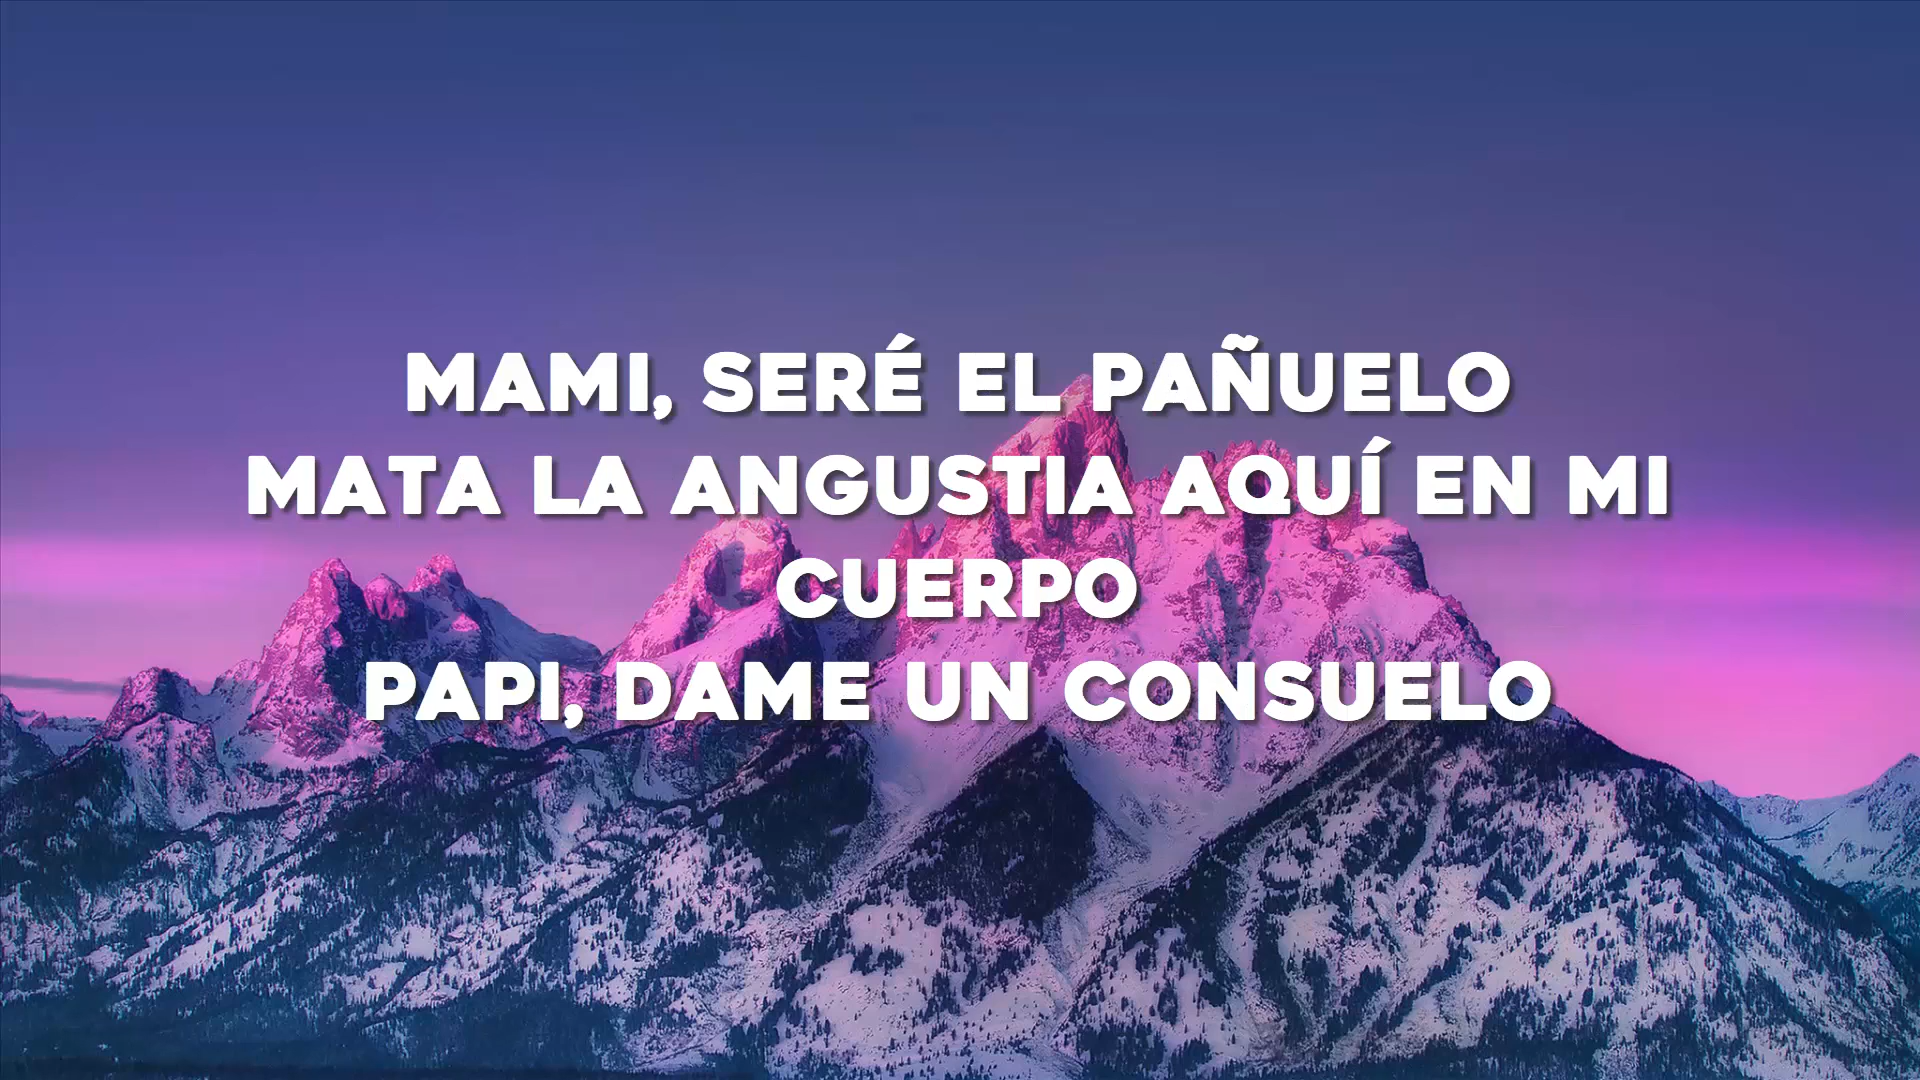 MAMI, SERÉ EL PAÑUELO
MATA LA ANGUSTIA AQUÍ EN MI
CUERPO
PAPI, DAME UN CONSUELO